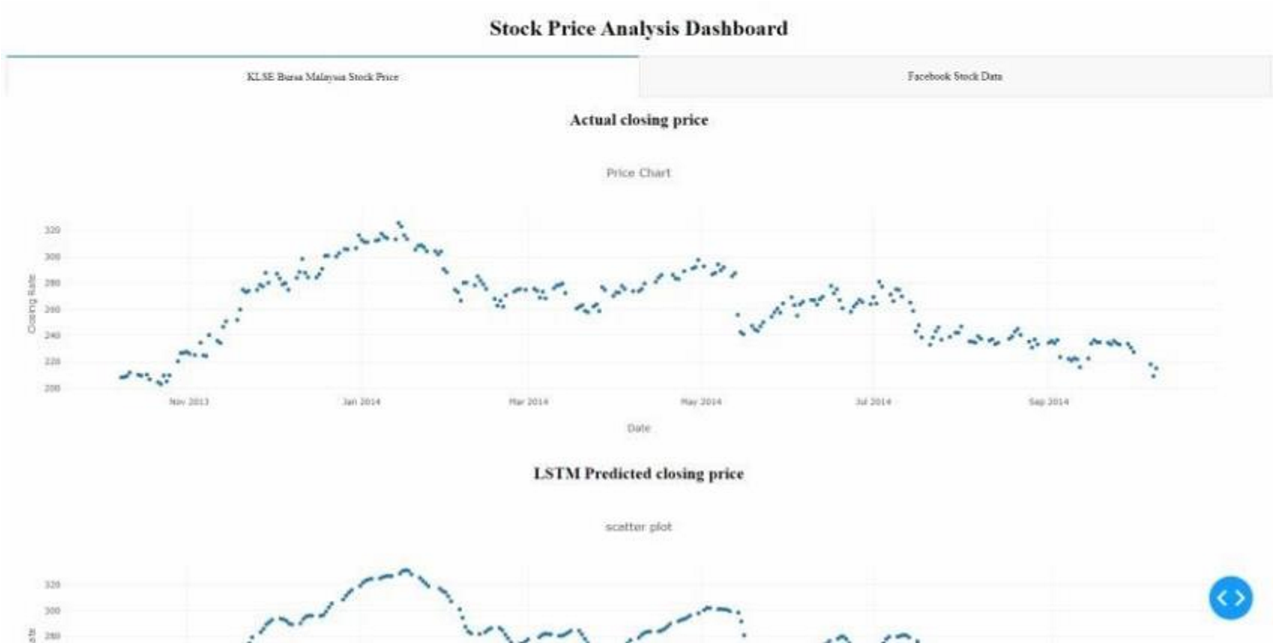 Stock Price Analysis Dashboard
KLSE Bursa Malaysia Stock Price
Facebook Stock Data
Actual closing price
Price Chart
320
300
280
260
240
220
200
Closing Rate
Nov 2013 Jan 2014 Mar 2014 May 2014 Jul 2014 Sep 2014
Date
LSTM Predicted closing price
scatter plot
320
300
280